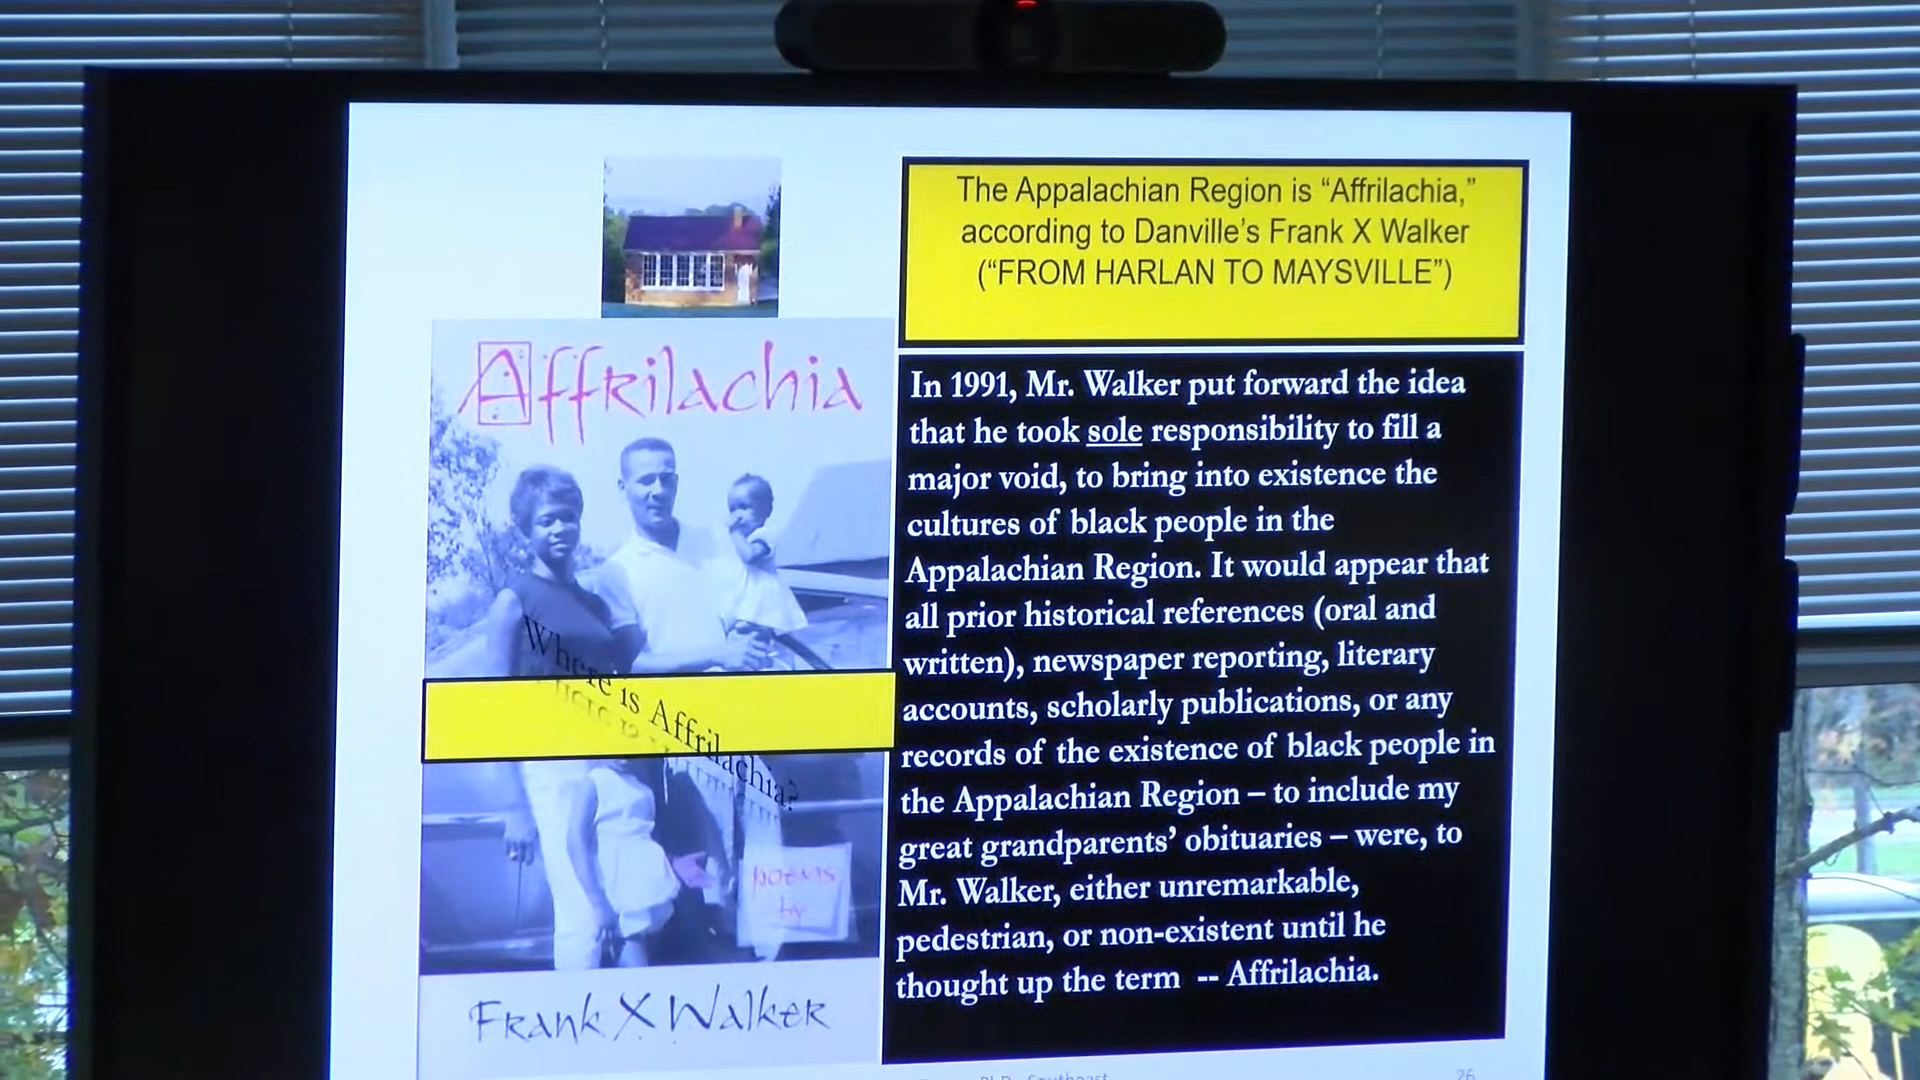 The Appalachian Region is “Affrilachia,”
according to Danville’s Frank X Walker
(“FROM HARLAN TO MAYSVILLE”)
Affrilachia
Where is Affrilachia?
poems
by
Frank X Walker
In 1991, Mr. Walker put forward the idea
that he took sole responsibility to fill a
major void, to bring into existence the
cultures of black people in the
Appalachian Region. It would appear that
all prior historical references (oral and
written), newspaper reporting, literary
accounts, scholarly publications, or any
records of the existence of black people in
the Appalachian Region – to include my
great grandparents’ obituaries – were, to
Mr. Walker, either unremarkable,
pedestrian, or non-existent until he
thought up the term -- Affrilachia.
PhD, Southeast
26